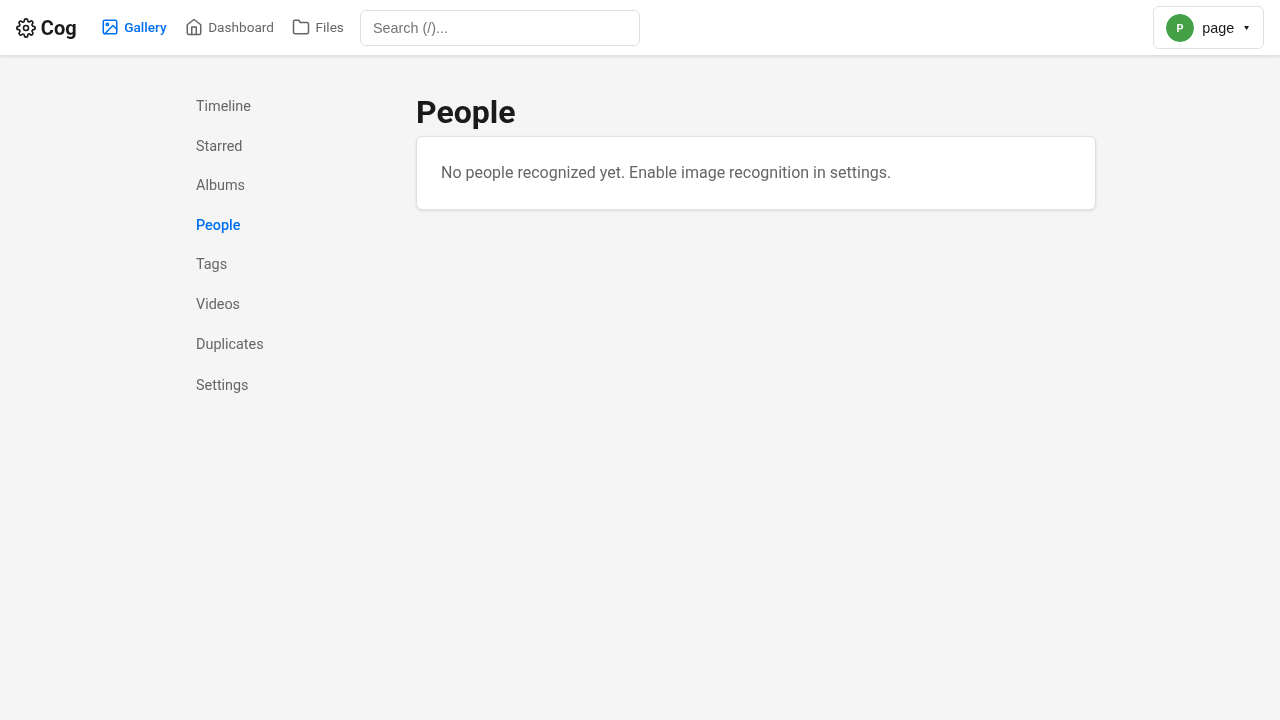 Cog
Gallery
Dashboard
Files
Search (/)...
P
page
Timeline
Starred
Albums
People
Tags
Videos
Duplicates
Settings
People
No people recognized yet. Enable image recognition in settings.